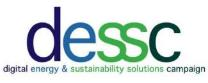 dessc
digital energy & sustainability solutions campaign